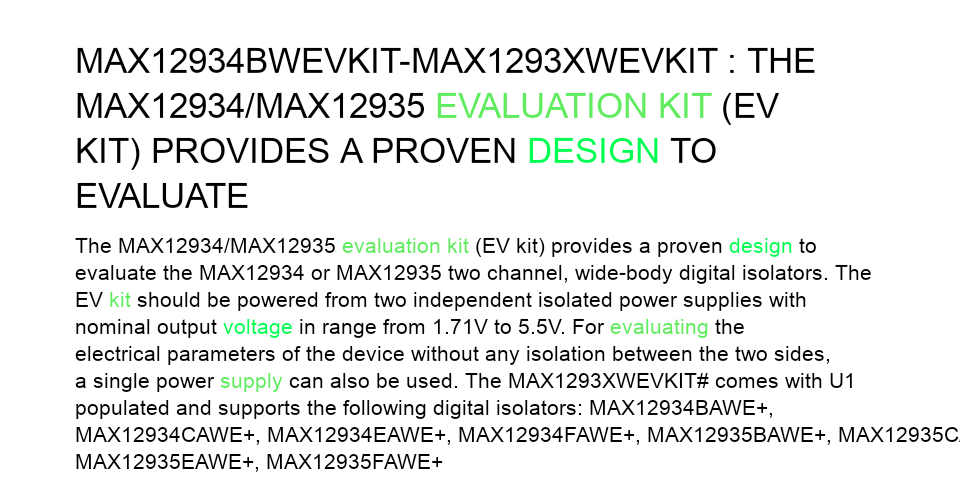 MAX12934BWEVKIT-MAX1293XWEVKIT : THE
MAX12934/MAX12935 EVALUATION KIT (EV
KIT) PROVIDES A PROVEN DESIGN TO
EVALUATE
The MAX12934/MAX12935 evaluation kit (EV kit) provides a proven design to
evaluate the MAX12934 or MAX12935 two channel, wide-body digital isolators. The
EV kit should be powered from two independent isolated power supplies with
nominal output voltage in range from 1.71V to 5.5V. For evaluating the
electrical parameters of the device without any isolation between the two sides,
a single power supply can also be used. The MAX1293XWEVKIT# comes with U1
populated and supports the following digital isolators: MAX12934BAWE+,
MAX12934CAWE+, MAX12934EAWE+, MAX12934FAWE+, MAX12935BAWE+,
MAX12935EAWE+, MAX12935FAWE+